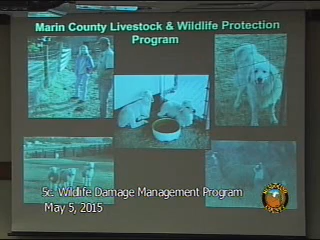 Marin County Livestock & Wildlife Protection
Program
5c. Wildlife Damage Management Program
May 5, 2015